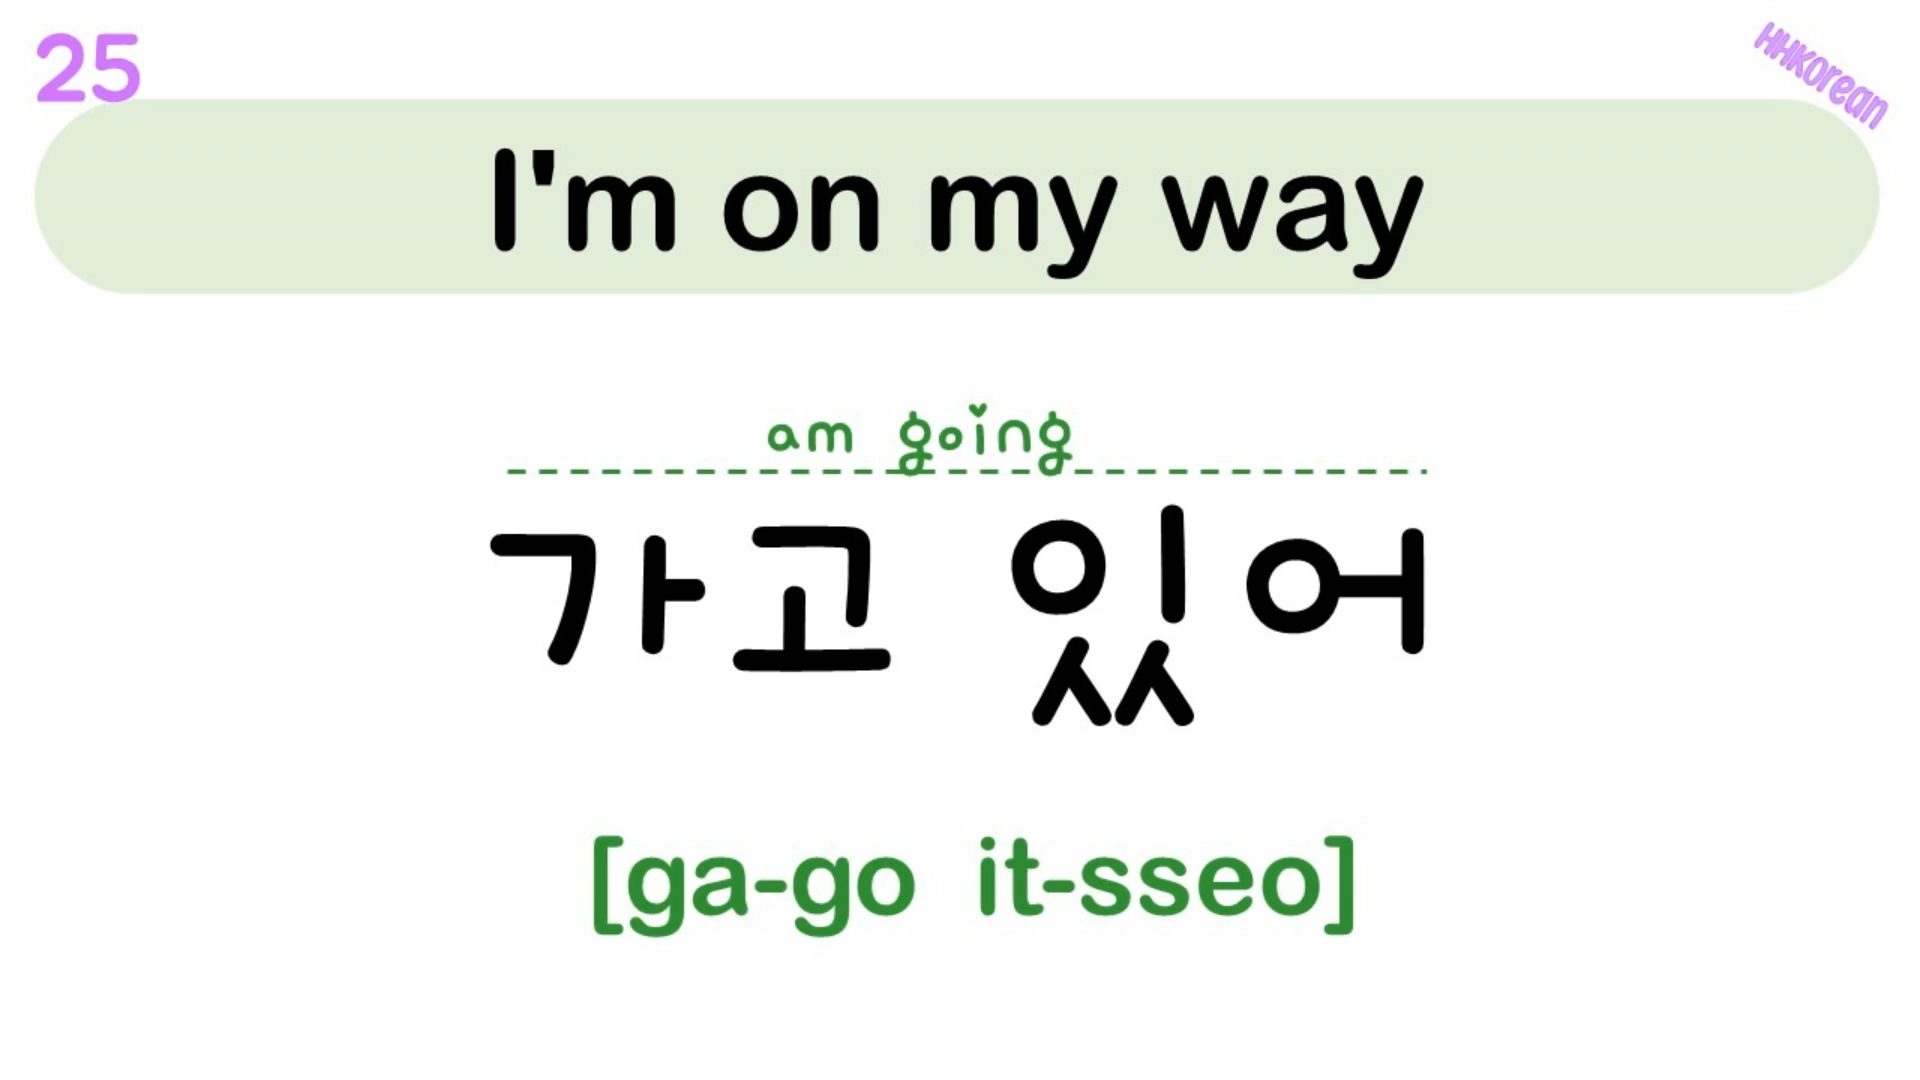 25
HHKorean
I'm on my way
am going
가고 있어
[ga-go it-sseo]